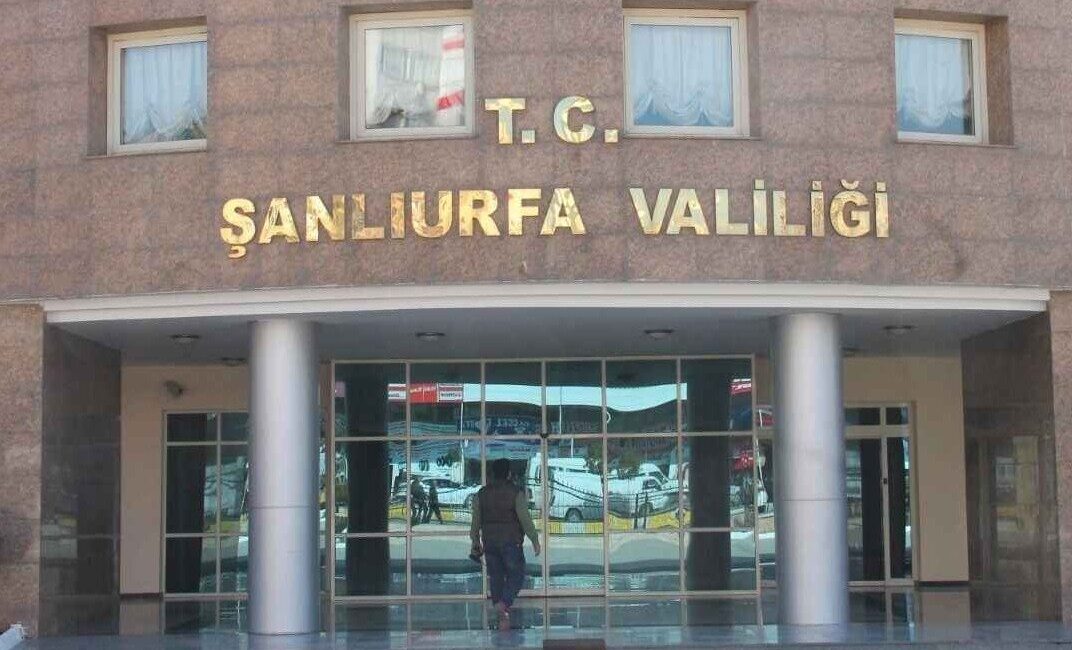 T. C.
ŞANLIURFA VALİLİĞİ